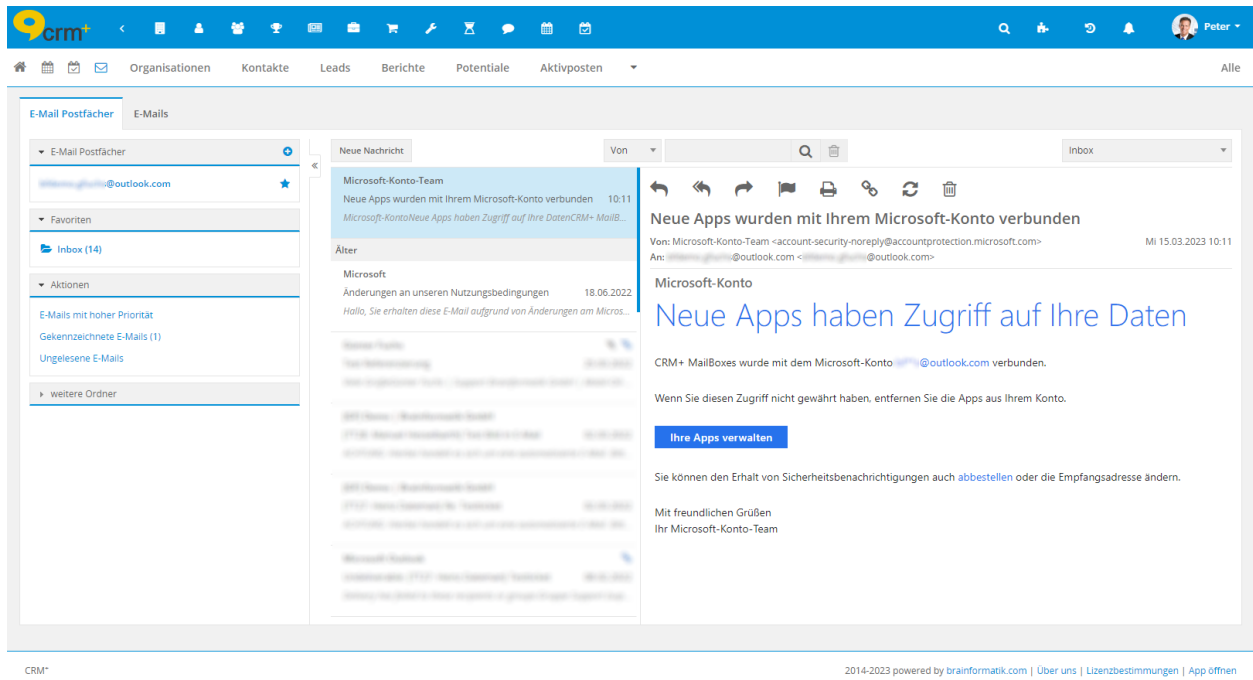 crm+
Peter
Organisationen Kontakte Leads Berichte Potentiale Aktivposten Alle
E-Mail Postfächer E-Mails
E-Mail Postfächer
@outlook.com
Favoriten
Inbox (14)
Aktionen
E-Mails mit hoher Priorität
Gekennzeichnete E-Mails (1)
Ungelesene E-Mails
weitere Ordner
Neue Nachricht Von Inbox
Microsoft-Konto-Team
Neue Apps wurden mit Ihrem Microsoft-Konto verbunden 10:11
Microsoft-KontoNeue Apps haben Zugriff auf Ihre DatenCRM+ MailB...
Älter
Microsoft
Änderungen an unseren Nutzungsbedingungen 18.06.2022
Hallo, Sie erhalten diese E-Mail aufgrund von Änderungen am Micros...
Neue Apps wurden mit Ihrem Microsoft-Konto verbunden
Von: Microsoft-Konto-Team <account-security-noreply@accountprotection.microsoft.com> Mi 15.03.2023 10:11
An: @outlook.com < @outlook.com>
Microsoft-Konto
Neue Apps haben Zugriff auf Ihre Daten
CRM+ MailBoxes wurde mit dem Microsoft-Konto @outlook.com verbunden.
Wenn Sie diesen Zugriff nicht gewährt haben, entfernen Sie die Apps aus Ihrem Konto.
Ihre Apps verwalten
Sie können den Erhalt von Sicherheitsbenachrichtigungen auch abbestellen oder die Empfangsadresse ändern.
Mit freundlichen Grüßen
Ihr Microsoft-Konto-Team
CRM+ 2014-2023 powered by brainformatik.com | Über uns | Lizenzbestimmungen | App öffnen